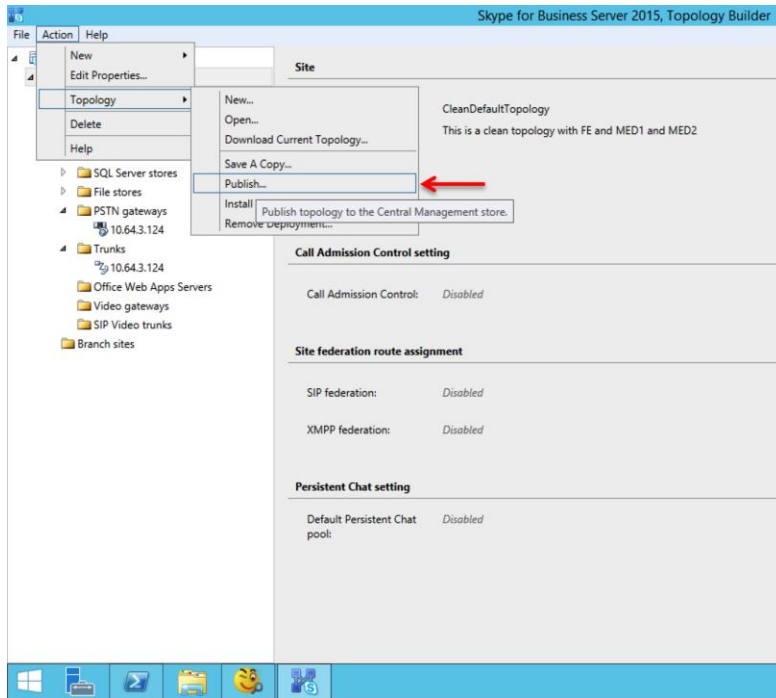 Skype for Business Server 2015, Topology Builder
File Action Help
New
Edit Properties...
Topology
Delete
Help
New...
Open...
Download Current Topology...
Save A Copy...
Publish...
Install
Remove Deployment...
Publish topology to the Central Management store.
SQL Server stores
File stores
PSTN gateways
10.64.3.124
Trunks
10.64.3.124
Office Web Apps Servers
Video gateways
SIP Video trunks
Branch sites
Site
CleanDefaultTopology
This is a clean topology with FE and MED1 and MED2
Call Admission Control setting
Call Admission Control: Disabled
Site federation route assignment
SIP federation: Disabled
XMPP federation: Disabled
Persistent Chat setting
Default Persistent Chat Disabled
pool: